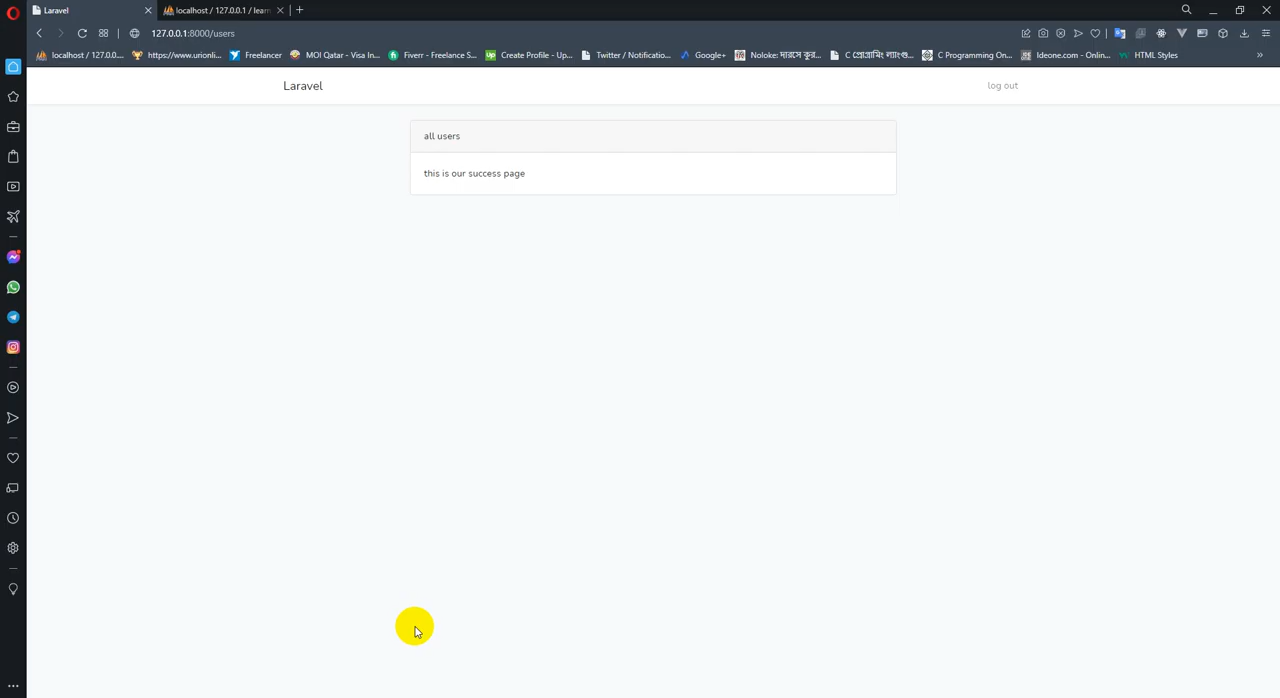 Laravel
localhost / 127.0.0.1 / learn
127.0.0.1:8000/users
localhost / 127.0.0....
https://www.urionli...
Freelancer
MOI Qatar - Visa In...
Fiverr - Freelance S...
Create Profile - Up...
Twitter / Notificatio...
Google+
Noloke: দারসে কুর...
C প্রোগ্রামিং ল্যাংগু...
C Programming On...
Ideone.com - Onlin...
HTML Styles
Laravel
log out
all users
this is our success page